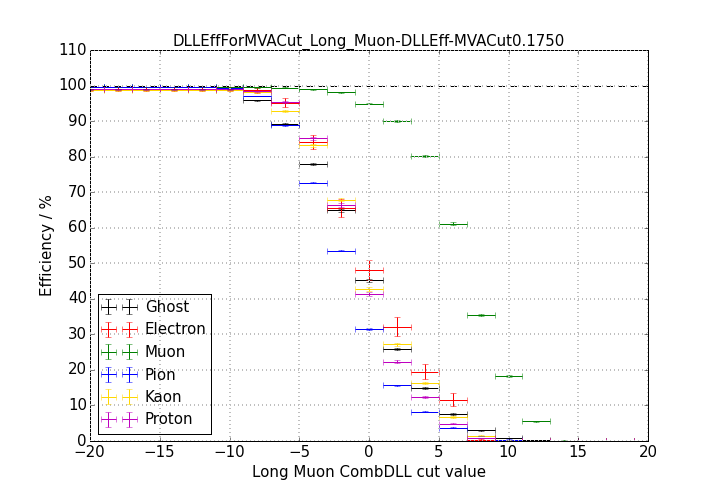 DLLEffForMVACut_Long_Muon-DLLEff-MVACut0.1750
110
100
90
80
70
60
50
40
30
20
10
0
Efficiency / %
Ghost
Electron
Muon
Pion
Kaon
Proton
−20 −15 −10 −5 0 5 10 15 20
Long Muon CombDLL cut value